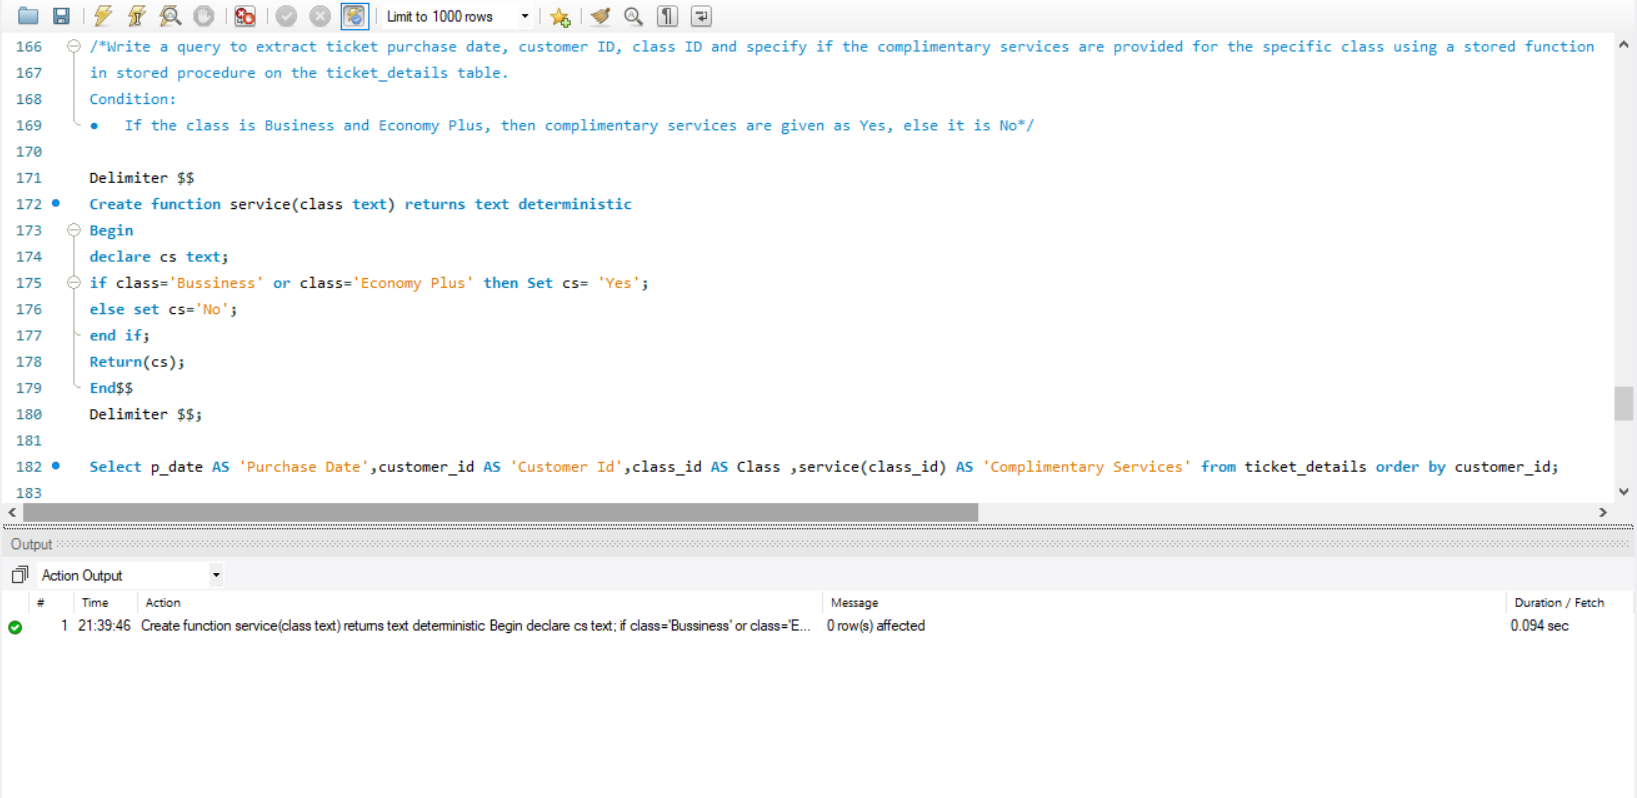 Limit to 1000 rows
166 /*Write a query to extract ticket purchase date, customer ID, class ID and specify if the complimentary services are provided for the specific class using a stored function
167 in stored procedure on the ticket_details table.
168 Condition:
169 • If the class is Business and Economy Plus, then complimentary services are given as Yes, else it is No*/
170
171 Delimiter $$
172 Create function service(class text) returns text deterministic
173 Begin
174 declare cs text;
175 if class='Bussiness' or class='Economy Plus' then Set cs= 'Yes';
176 else set cs='No';
177 end if;
178 Return(cs);
179 End$$
180 Delimiter $$;
181
182 Select p_date AS 'Purchase Date',customer_id AS 'Customer Id',class_id AS Class ,service(class_id) AS 'Complimentary Services' from ticket_details order by customer_id;
183
Output
Action Output
# Time Action Message Duration / Fetch
1 21:39:46 Create function service(class text) returns text deterministic Begin declare cs text; if class='Bussiness' or class='E... 0 row(s) affected 0.094 sec